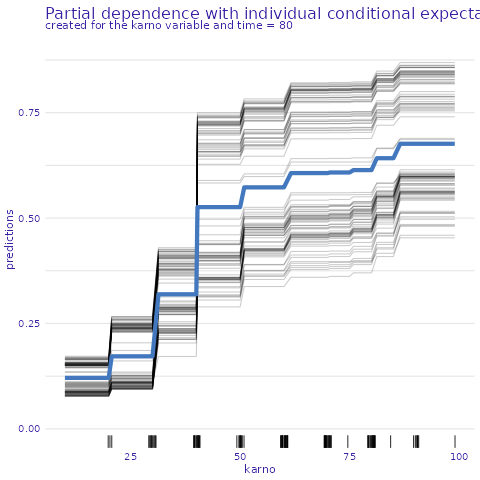 Partial dependence with individual conditional expecta
created for the karno variable and time = 80
predictions
0.75
0.50
0.25
0.00
25 50 75 100
karno